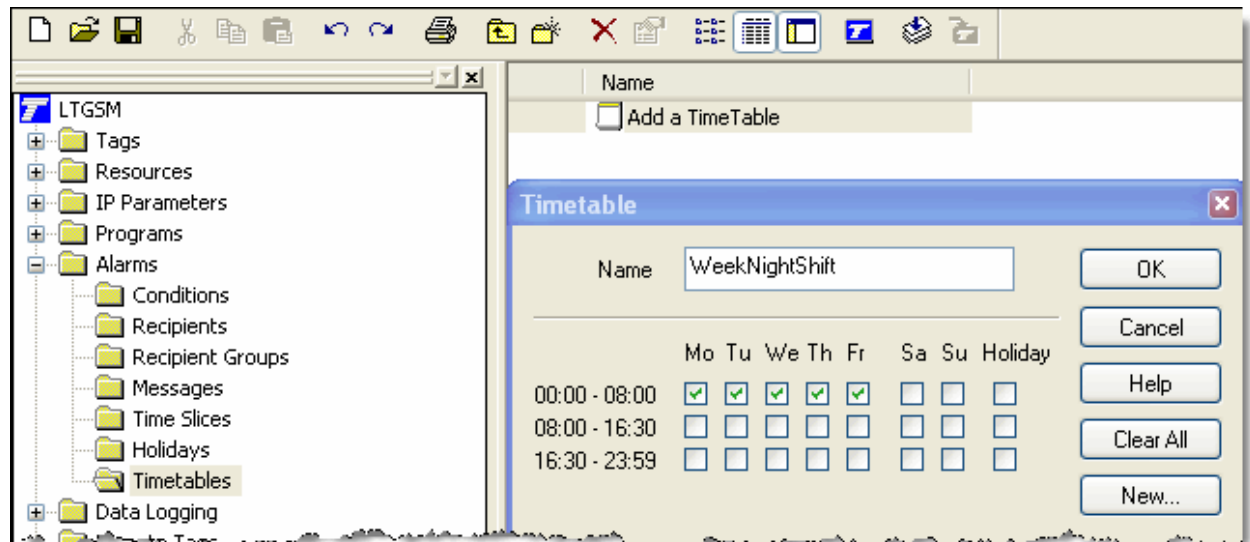 Name
LTGSM
Add a TimeTable
Tags
Resources
IP Parameters
Programs
Alarms
Conditions
Recipients
Recipient Groups
Messages
Time Slices
Holidays
Timetables
Data Logging
Tags
Timetable
Name WeekNightShift OK
Cancel
Mo Tu We Th Fr Sa Su Holiday
Help
00:00 - 08:00
08:00 - 16:30
Clear All
16:30 - 23:59
New...